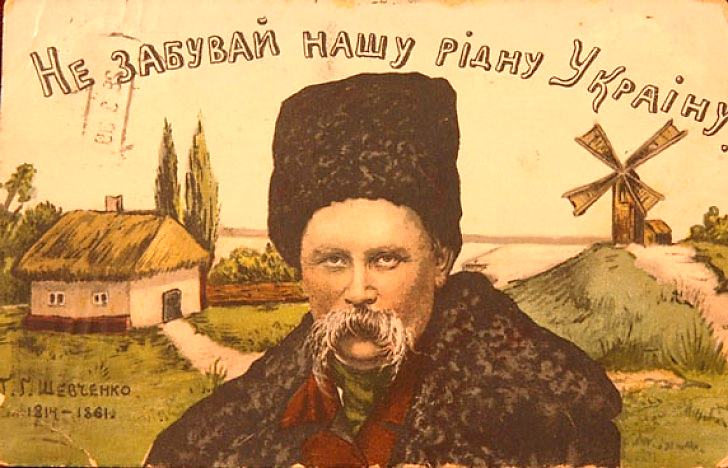 Не забувай нашу рідну Україну.
Т. Г. Шевченко
1814–1861.